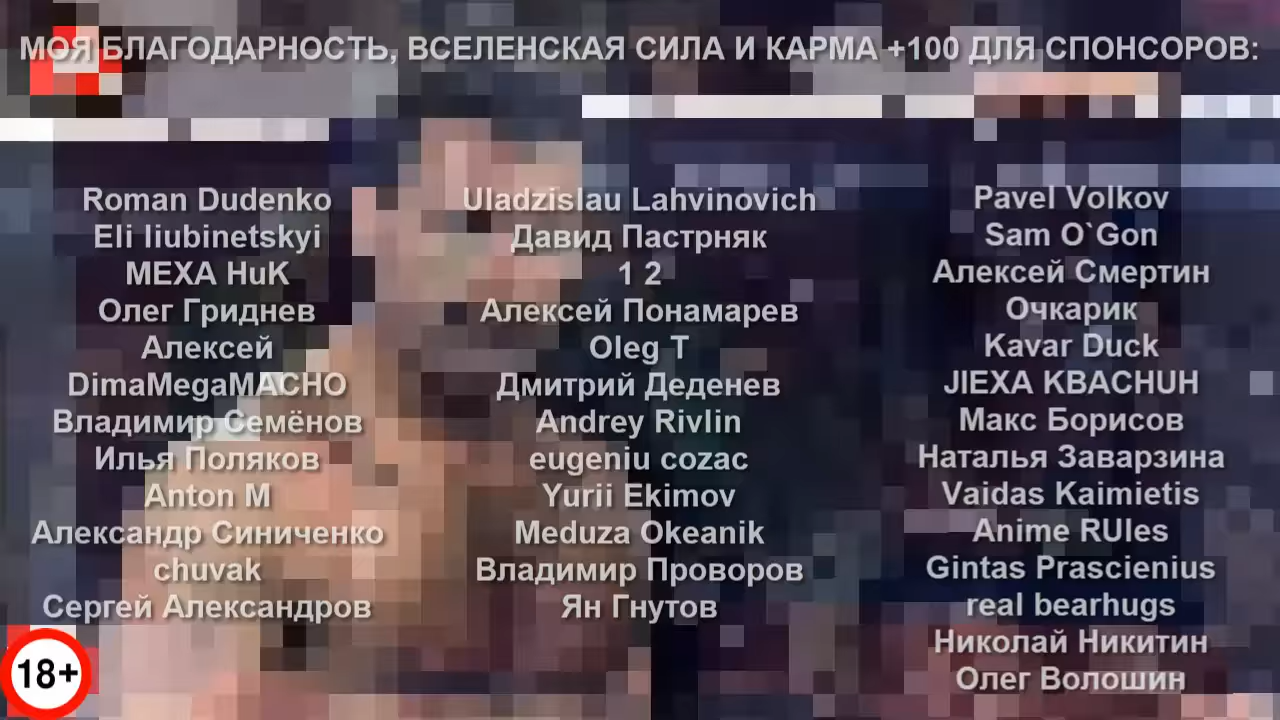 МОЯ БЛАГОДАРНОСТЬ, ВСЕЛЕНСКАЯ СИЛА И КАРМА +100 ДЛЯ СПОНСОРОВ:
Roman Dudenko
Eli liubinetskyi
MEXA HuK
Олег Гриднев
Алексей
DimaMegaMACHO
Владимир Семёнов
Илья Поляков
Anton M
Александр Синиченко
chuvak
Сергей Александров
Uladzislau Lahvinovich
Давид Пастрняк
1 2
Алексей Понамарев
Oleg T
Дмитрий Деденев
Andrey Rivlin
eugeniu cozac
Yurii Ekimov
Meduza Okeanik
Владимир Проворов
Ян Гнутов
Pavel Volkov
Sam O`Gon
Алексей Смертин
Очкарик
Kavar Duck
JIEXA KBACHUH
Макс Борисов
Наталья Заварзина
Vaidas Kaimietis
Anime RUles
Gintas Prascienius
real bearhugs
Николай Никитин
Олег Волошин
18+